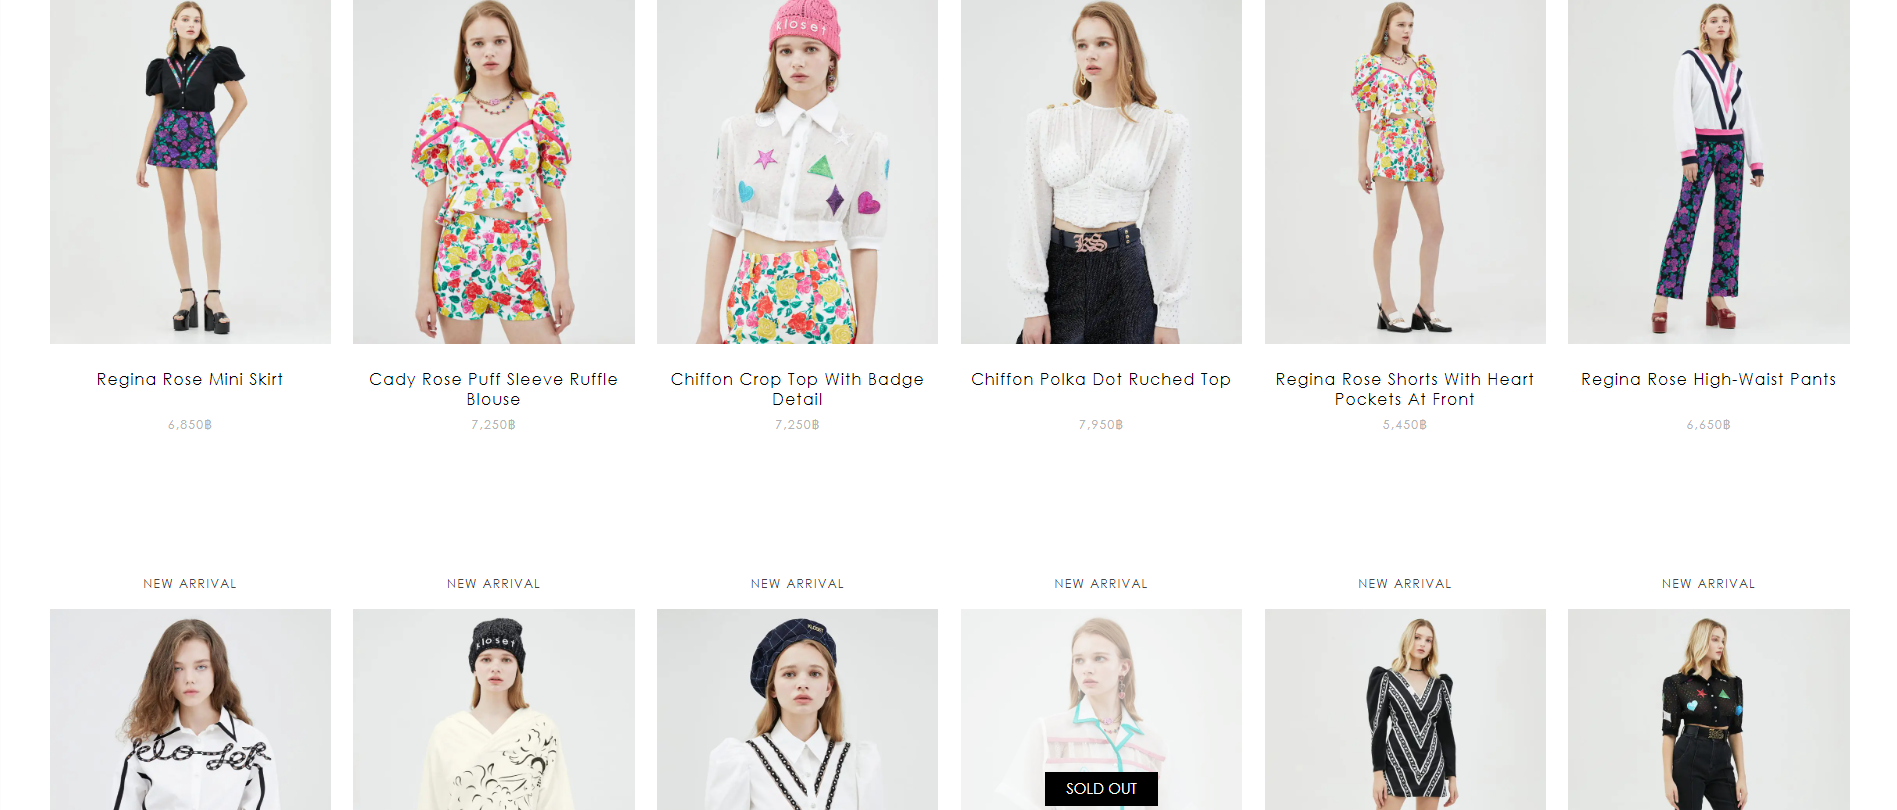 kloset
KS
Regina Rose Mini Skirt
6,850฿
Cady Rose Puff Sleeve Ruffle
Blouse
7,250฿
Chiffon Crop Top With Badge
Detail
7,250฿
Chiffon Polka Dot Ruched Top
7,950฿
Regina Rose Shorts With Heart
Pockets At Front
5,450฿
Regina Rose High-Waist Pants
6,650฿
NEW ARRIVAL
NEW ARRIVAL
NEW ARRIVAL
NEW ARRIVAL
NEW ARRIVAL
NEW ARRIVAL
kloset
KLOSET
kloset
SOLD OUT